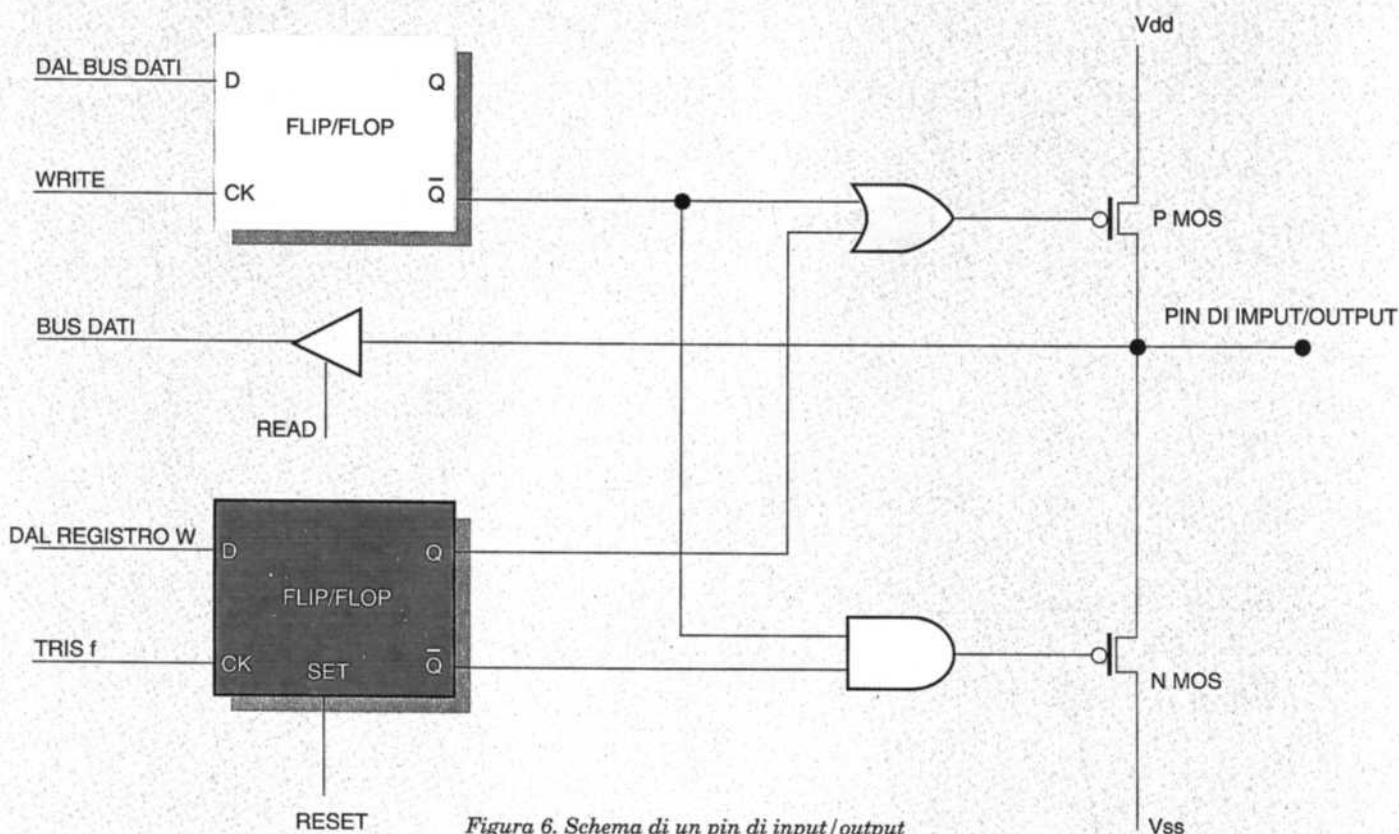 Vdd
DAL BUS DATI
D
Q
FLIP/FLOP
WRITE
CK
Q̅
P MOS
BUS DATI
PIN DI IMPUT/OUTPUT
READ
DAL REGISTRO W
D
Q
FLIP/FLOP
TRIS f
CK
SET
Q̅
N MOS
RESET
Vss
Figura 6. Schema di un pin di input/output